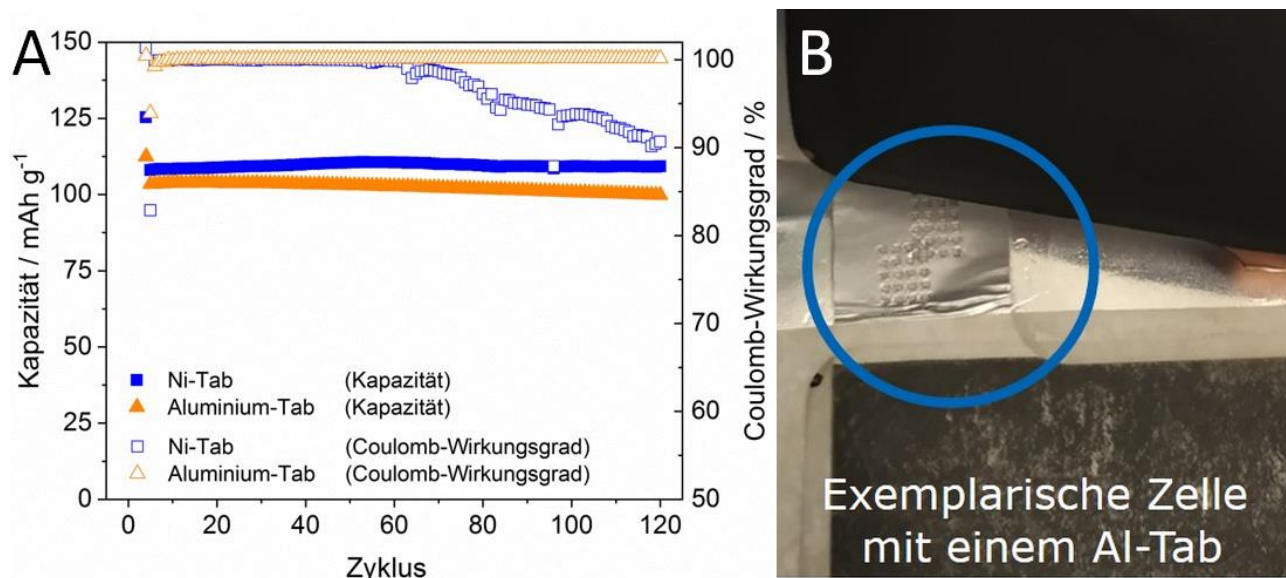 A
B
Kapazität / mAh g⁻¹
150
125
100
75
50
25
0
Ni-Tab (Kapazität)
Aluminium-Tab (Kapazität)
Ni-Tab (Coulomb-Wirkungsgrad)
Aluminium-Tab (Coulomb-Wirkungsgrad)
0 20 40 60 80 100 120
Zyklus
100
90
80
70
60
50
Coulomb-Wirkungsgrad / %
Exemplarische Zelle
mit einem Al-Tab